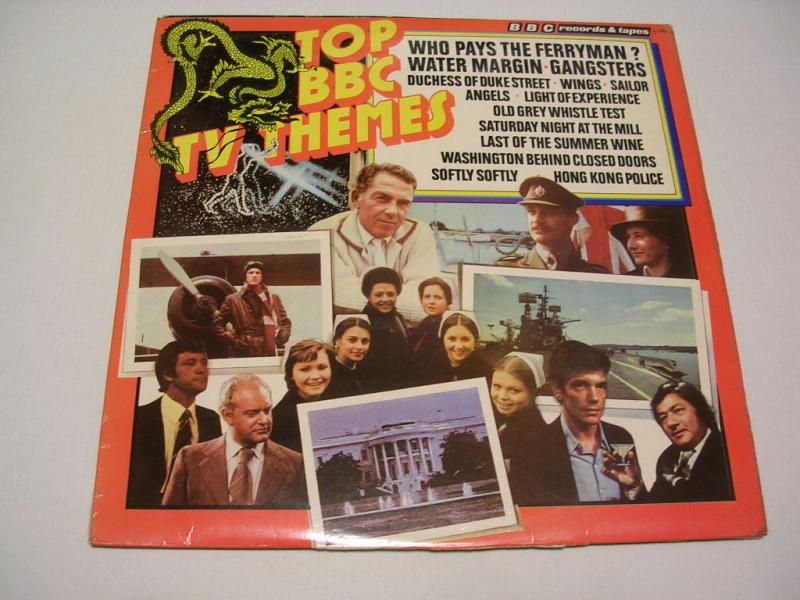 BBC records & tapes
TOP
BBC
TV THEMES
WHO PAYS THE FERRYMAN?
WATER MARGIN · GANGSTERS
DUCHESS OF DUKE STREET · WINGS · SAILOR
ANGELS · LIGHT OF EXPERIENCE
OLD GREY WHISTLE TEST
SATURDAY NIGHT AT THE MILL
LAST OF THE SUMMER WINE
WASHINGTON BEHIND CLOSED DOORS
SOFTLY SOFTLY HONG KONG POLICE